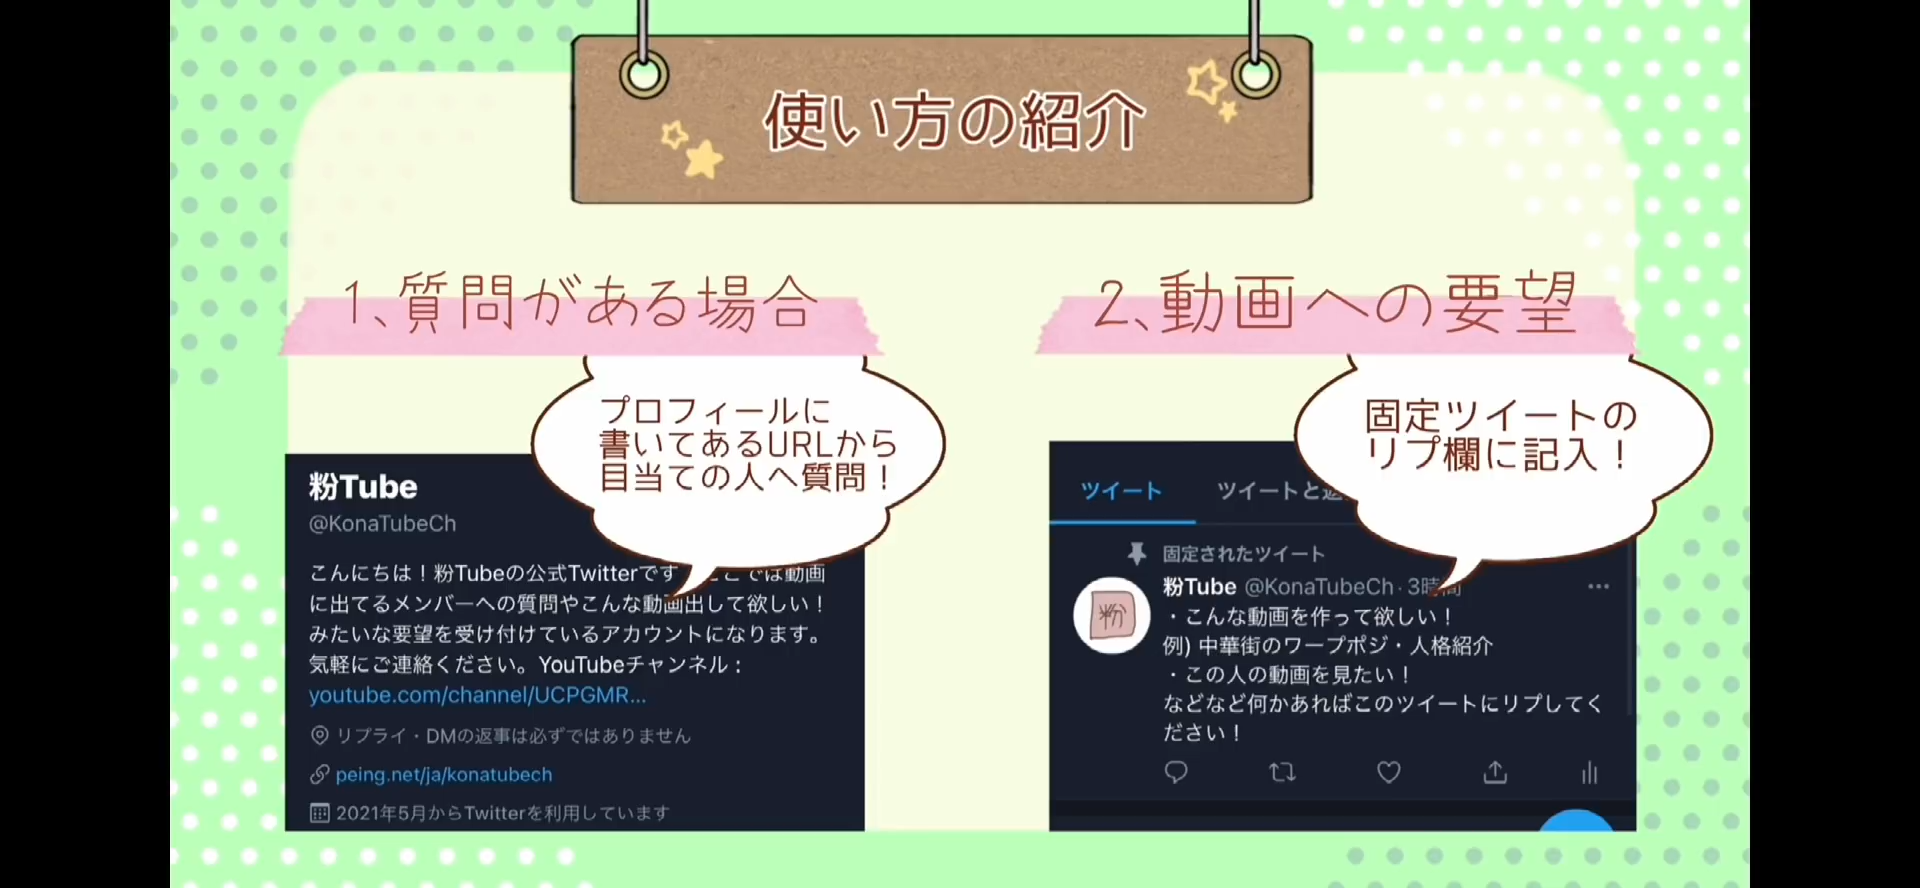 使い方の紹介
1、質問がある場合
プロフィールに
書いてあるURLから
目当ての人へ質問！
粉Tube
@KonaTubeCh
こんにちは！粉Tubeの公式Twitterです ここでは動画
に出てるメンバーへの質問やこんな動画出して欲しい！
みたいな要望を受け付けているアカウントになります。
気軽にご連絡ください。YouTubeチャンネル：
youtube.com/channel/UCPGMR...
リプライ・DMの返事は必ずではありません
peing.net/ja/konatubech
2021年5月からTwitterを利用しています
2、動画への要望
固定ツイートの
リプ欄に記入！
ツイート ツイートと返
固定されたツイート
粉Tube @KonaTubeCh · 3時間
粉
・こんな動画を作って欲しい！
例) 中華街のワープポジ・人格紹介
・この人の動画を見たい！
などなど何かあればこのツイートにリプしてく
ださい！